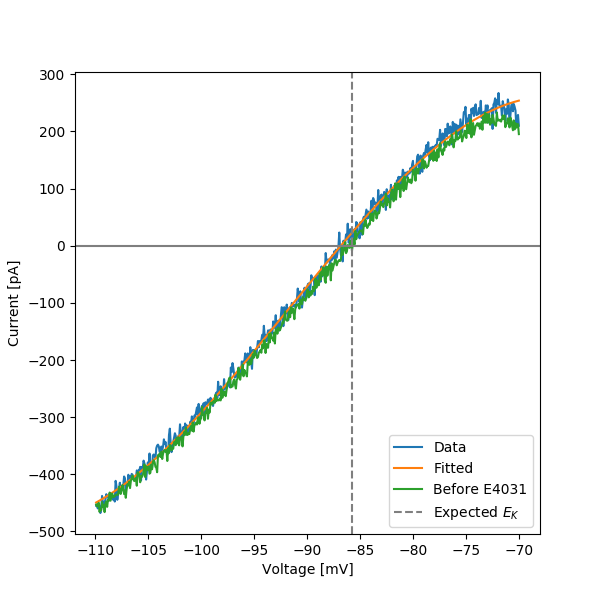 300
200
100
0
−100
−200
−300
−400
−500
Current [pA]
Data
Fitted
Before E4031
Expected $E_K$
−110 −105 −100 −95 −90 −85 −80 −75 −70
Voltage [mV]